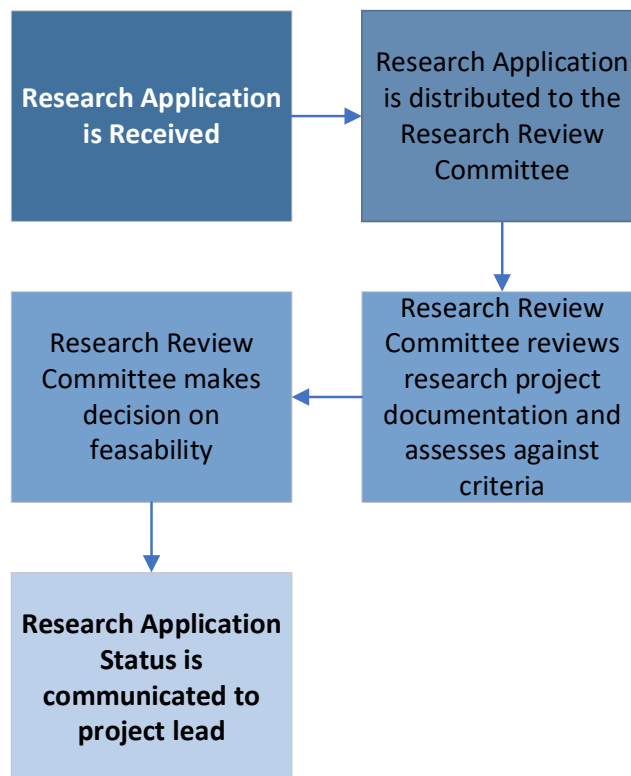 Research Application
is Received
Research Application
is distributed to the
Research Review
Committee
Research Review
Committee reviews
research project
documentation and
assesses against
criteria
Research Review
Committee makes
decision on
feasability
Research Application
Status is
communicated to
project lead